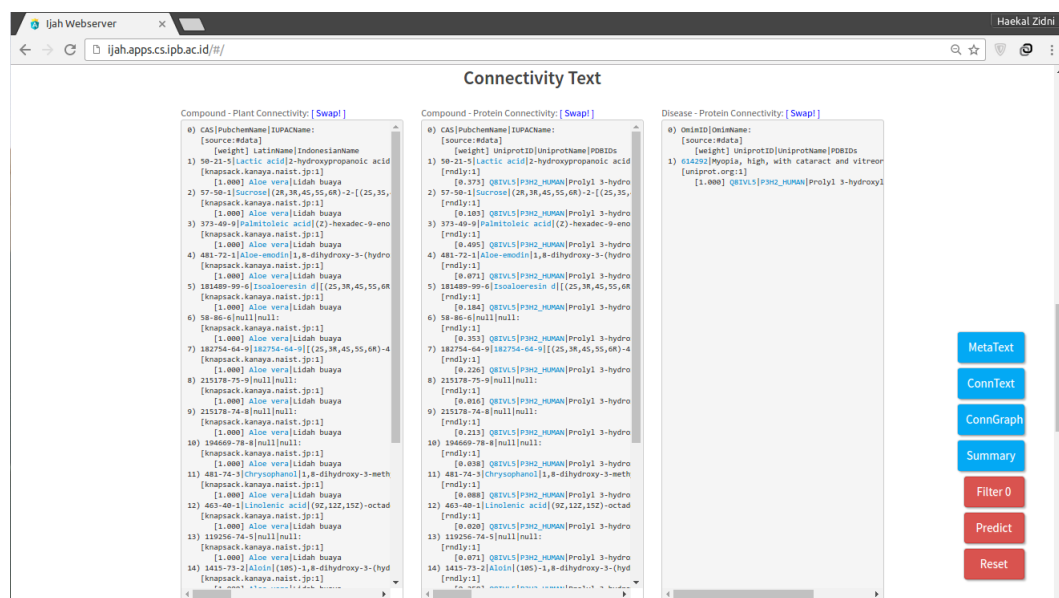 Ijah Webserver
Haekal Zidni
ijah.apps.cs.ipb.ac.id/#/
Connectivity Text
Compound - Plant Connectivity: [ Swap! ]
0) CAS|PubchemName|IUPACName:
[source:#data]
[weight] LatinName|IndonesianName
1) 50-21-5|Lactic acid|2-hydroxypropanoic acid
[knapsack.kanaya.naist.jp:1]
[1.000] Aloe vera|Lidah buaya
2) 57-50-1|Sucrose|(2R,3R,4S,5S,6R)-2-[(2S,3S,
[knapsack.kanaya.naist.jp:1]
[1.000] Aloe vera|Lidah buaya
3) 373-49-9|Palmitoleic acid|(Z)-hexadec-9-eno
[knapsack.kanaya.naist.jp:1]
[1.000] Aloe vera|Lidah buaya
4) 481-72-1|Aloe-emodin|1,8-dihydroxy-3-(hydro
[knapsack.kanaya.naist.jp:1]
[1.000] Aloe vera|Lidah buaya
5) 181489-99-6|Isoaloeresin d|[(2S,3R,4S,5S,6R
[knapsack.kanaya.naist.jp:1]
[1.000] Aloe vera|Lidah buaya
6) 58-86-6|null|null:
[knapsack.kanaya.naist.jp:1]
[1.000] Aloe vera|Lidah buaya
7) 182754-64-9|182754-64-9|[(2S,3R,4S,5S,6R)-4
[knapsack.kanaya.naist.jp:1]
[1.000] Aloe vera|Lidah buaya
8) 215178-75-9|null|null:
[knapsack.kanaya.naist.jp:1]
[1.000] Aloe vera|Lidah buaya
9) 215178-74-8|null|null:
[knapsack.kanaya.naist.jp:1]
[1.000] Aloe vera|Lidah buaya
10) 194669-78-8|null|null:
[knapsack.kanaya.naist.jp:1]
[1.000] Aloe vera|Lidah buaya
11) 481-74-3|Chrysophanol|1,8-dihydroxy-3-meth
[knapsack.kanaya.naist.jp:1]
[1.000] Aloe vera|Lidah buaya
12) 463-40-1|Linolenic acid|(9Z,12Z,15Z)-octad
[knapsack.kanaya.naist.jp:1]
[1.000] Aloe vera|Lidah buaya
13) 119256-74-5|null|null:
[knapsack.kanaya.naist.jp:1]
[1.000] Aloe vera|Lidah buaya
14) 1415-73-2|Aloin|(10S)-1,8-dihydroxy-3-(hyd
[knapsack.kanaya.naist.jp:1]
Compound - Protein Connectivity: [ Swap! ]
0) CAS|PubchemName|IUPACName:
[source:#data]
[weight] UniprotID|UniprotName|PDBIDs
1) 50-21-5|Lactic acid|2-hydroxypropanoic acid
[rndly:1]
[0.373] Q8IVL5|P3H2_HUMAN|Prolyl 3-hydro
2) 57-50-1|Sucrose|(2R,3R,4S,5S,6R)-2-[(2S,3S,
[rndly:1]
[0.103] Q8IVL5|P3H2_HUMAN|Prolyl 3-hydro
3) 373-49-9|Palmitoleic acid|(Z)-hexadec-9-eno
[rndly:1]
[0.495] Q8IVL5|P3H2_HUMAN|Prolyl 3-hydro
4) 481-72-1|Aloe-emodin|1,8-dihydroxy-3-(hydro
[rndly:1]
[0.071] Q8IVL5|P3H2_HUMAN|Prolyl 3-hydro
5) 181489-99-6|Isoaloeresin d|[(2S,3R,4S,5S,6R
[rndly:1]
[0.184] Q8IVL5|P3H2_HUMAN|Prolyl 3-hydro
6) 58-86-6|null|null:
[rndly:1]
[0.353] Q8IVL5|P3H2_HUMAN|Prolyl 3-hydro
7) 182754-64-9|182754-64-9|[(2S,3R,4S,5S,6R)-4
[rndly:1]
[0.226] Q8IVL5|P3H2_HUMAN|Prolyl 3-hydro
8) 215178-75-9|null|null:
[rndly:1]
[0.016] Q8IVL5|P3H2_HUMAN|Prolyl 3-hydro
9) 215178-74-8|null|null:
[rndly:1]
[0.213] Q8IVL5|P3H2_HUMAN|Prolyl 3-hydro
10) 194669-78-8|null|null:
[rndly:1]
[0.038] Q8IVL5|P3H2_HUMAN|Prolyl 3-hydro
11) 481-74-3|Chrysophanol|1,8-dihydroxy-3-meth
[rndly:1]
[0.088] Q8IVL5|P3H2_HUMAN|Prolyl 3-hydro
12) 463-40-1|Linolenic acid|(9Z,12Z,15Z)-octad
[rndly:1]
[0.020] Q8IVL5|P3H2_HUMAN|Prolyl 3-hydro
13) 119256-74-5|null|null:
[rndly:1]
[0.071] Q8IVL5|P3H2_HUMAN|Prolyl 3-hydro
14) 1415-73-2|Aloin|(10S)-1,8-dihydroxy-3-(hyd
[rndly:1]
Disease - Protein Connectivity: [ Swap! ]
0) OmimID|OmimName:
[source:#data]
[weight] UniprotID|UniprotName|PDBIDs
1) 614292|Myopia, high, with cataract and vitreor
[uniprot.org:1]
[1.000] Q8IVL5|P3H2_HUMAN|Prolyl 3-hydroxyl
MetaText
ConnText
ConnGraph
Summary
Filter 0
Predict
Reset